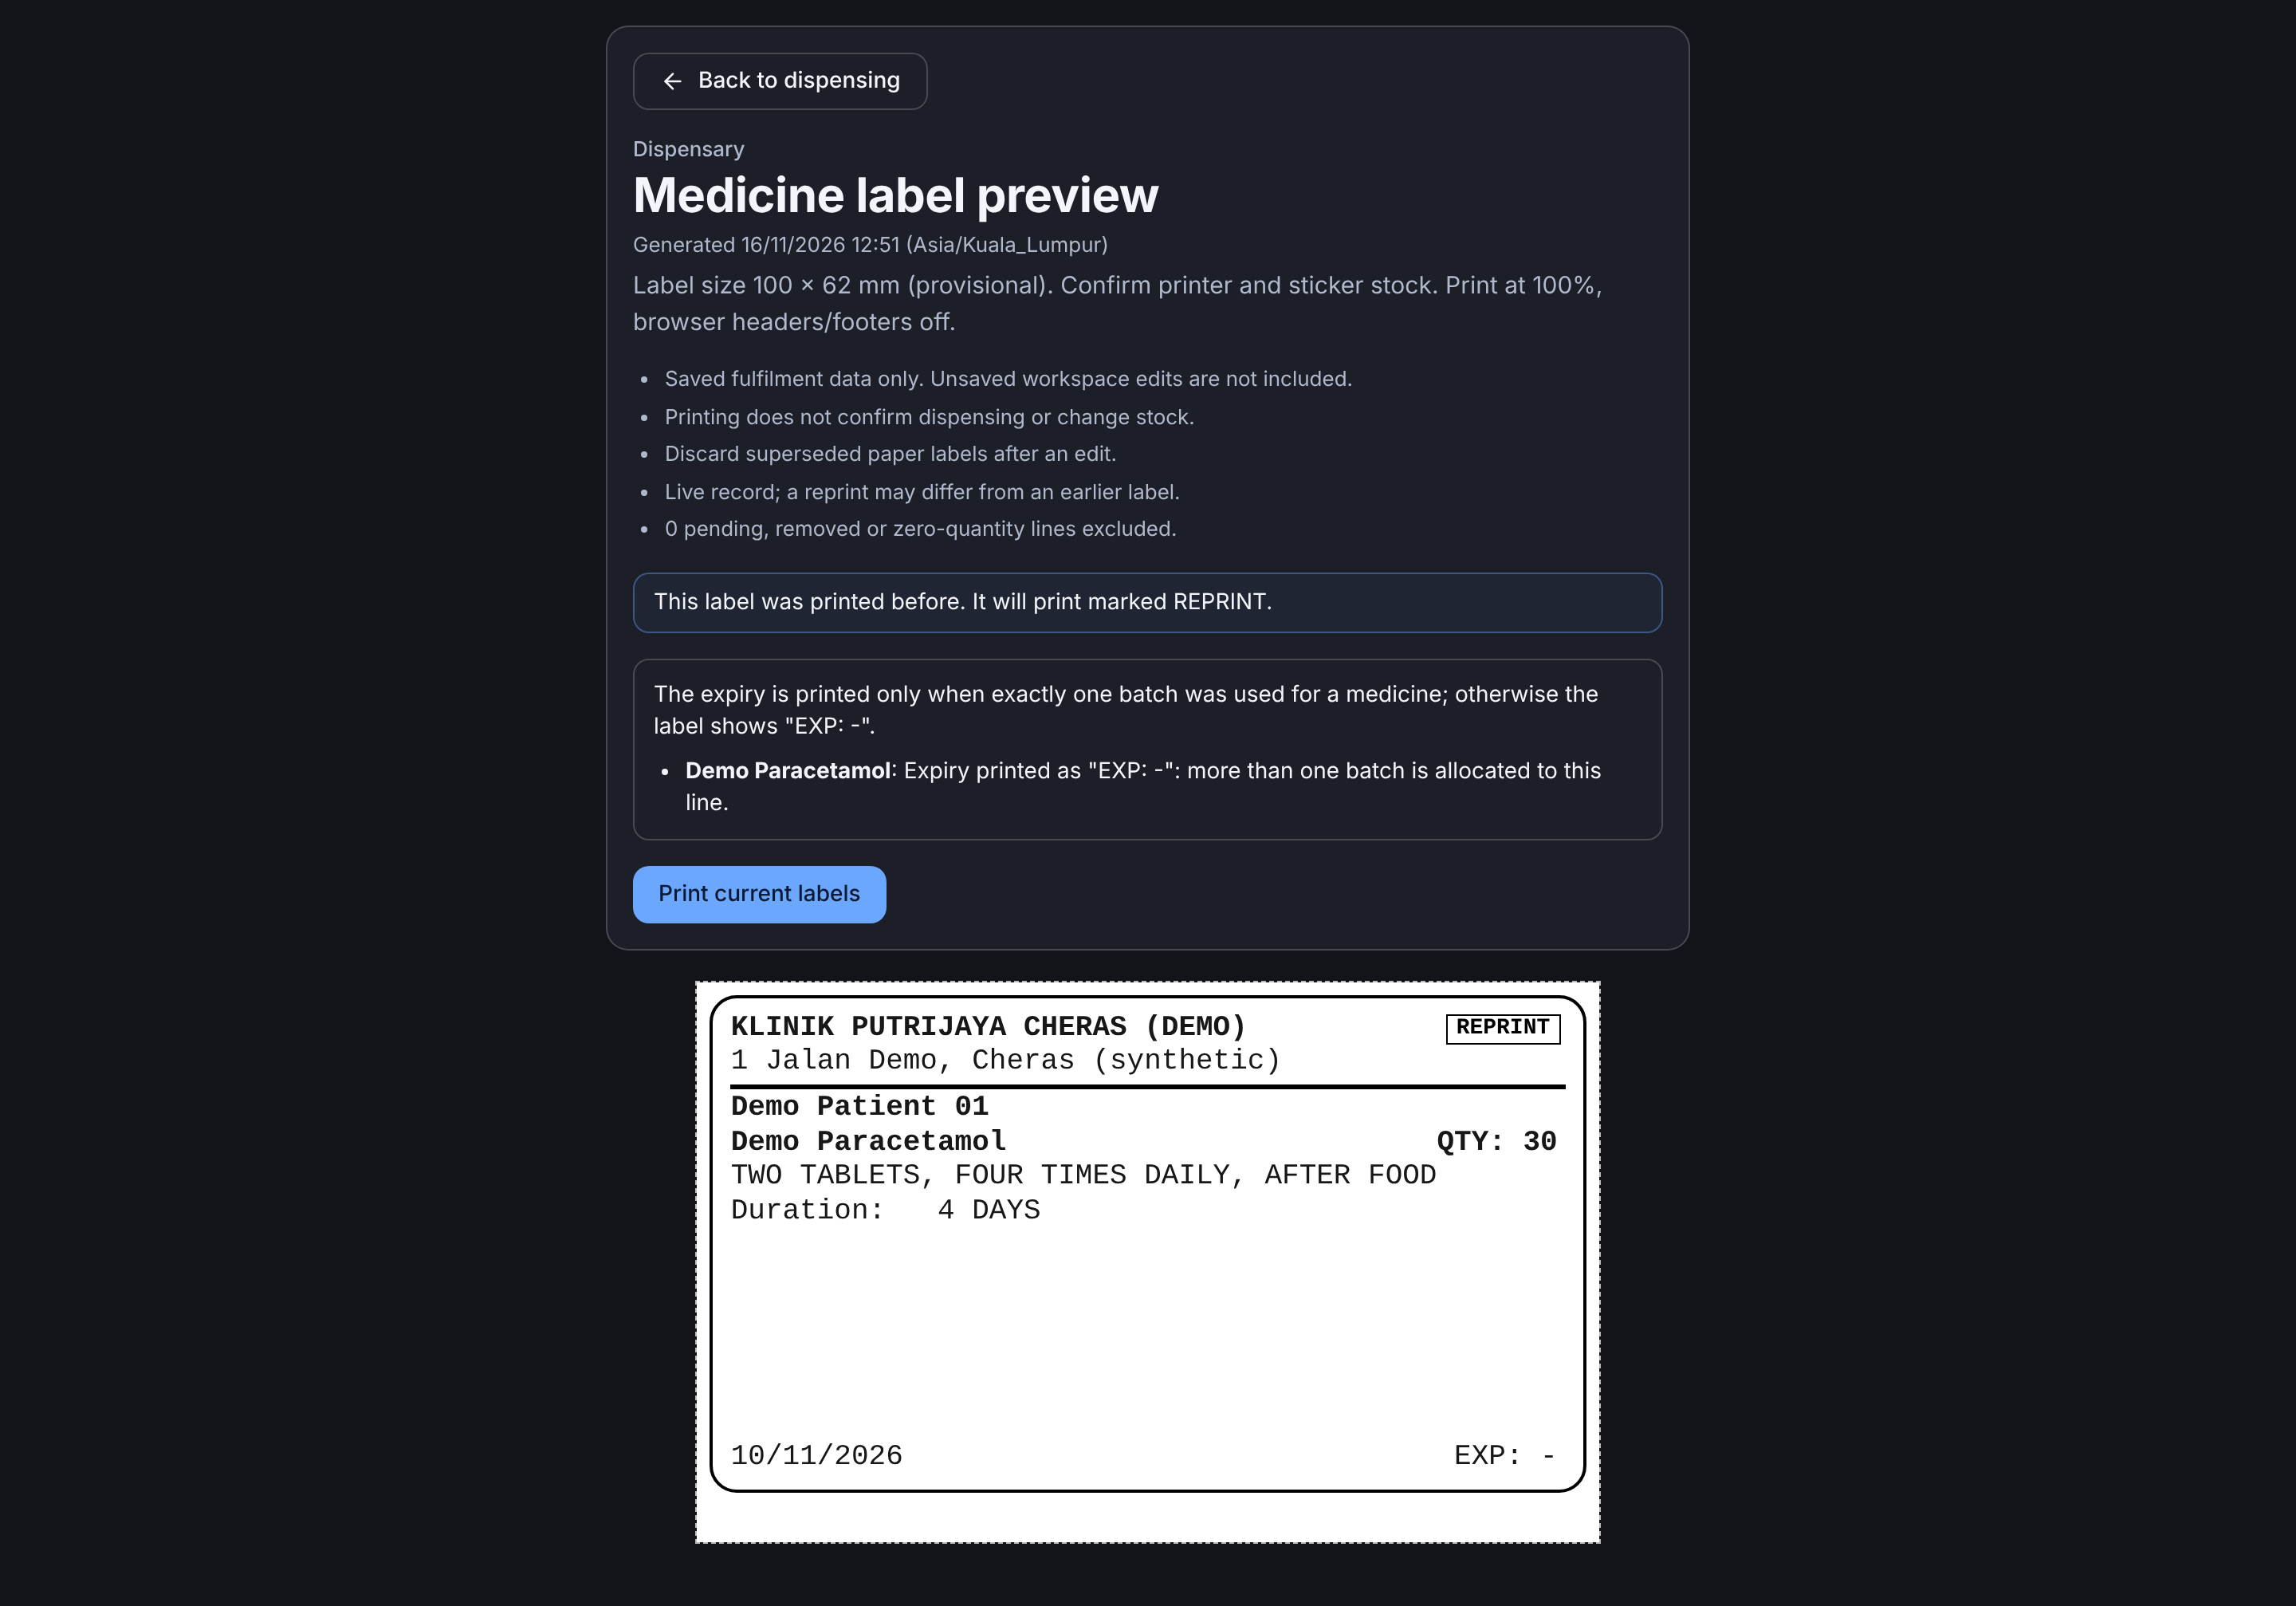 Back to dispensing
Dispensary
Medicine label preview
Generated 16/11/2026 12:51 (Asia/Kuala_Lumpur)
Label size 100 × 62 mm (provisional). Confirm printer and sticker stock. Print at 100%,
browser headers/footers off.
Saved fulfilment data only. Unsaved workspace edits are not included.
Printing does not confirm dispensing or change stock.
Discard superseded paper labels after an edit.
Live record; a reprint may differ from an earlier label.
0 pending, removed or zero-quantity lines excluded.
This label was printed before. It will print marked REPRINT.
The expiry is printed only when exactly one batch was used for a medicine; otherwise the
label shows "EXP: -".
Demo Paracetamol: Expiry printed as "EXP: -": more than one batch is allocated to this
line.
Print current labels
KLINIK PUTRIJAYA CHERAS (DEMO) REPRINT
1 Jalan Demo, Cheras (synthetic)
Demo Patient 01
Demo Paracetamol QTY: 30
TWO TABLETS, FOUR TIMES DAILY, AFTER FOOD
Duration: 4 DAYS
10/11/2026 EXP: -